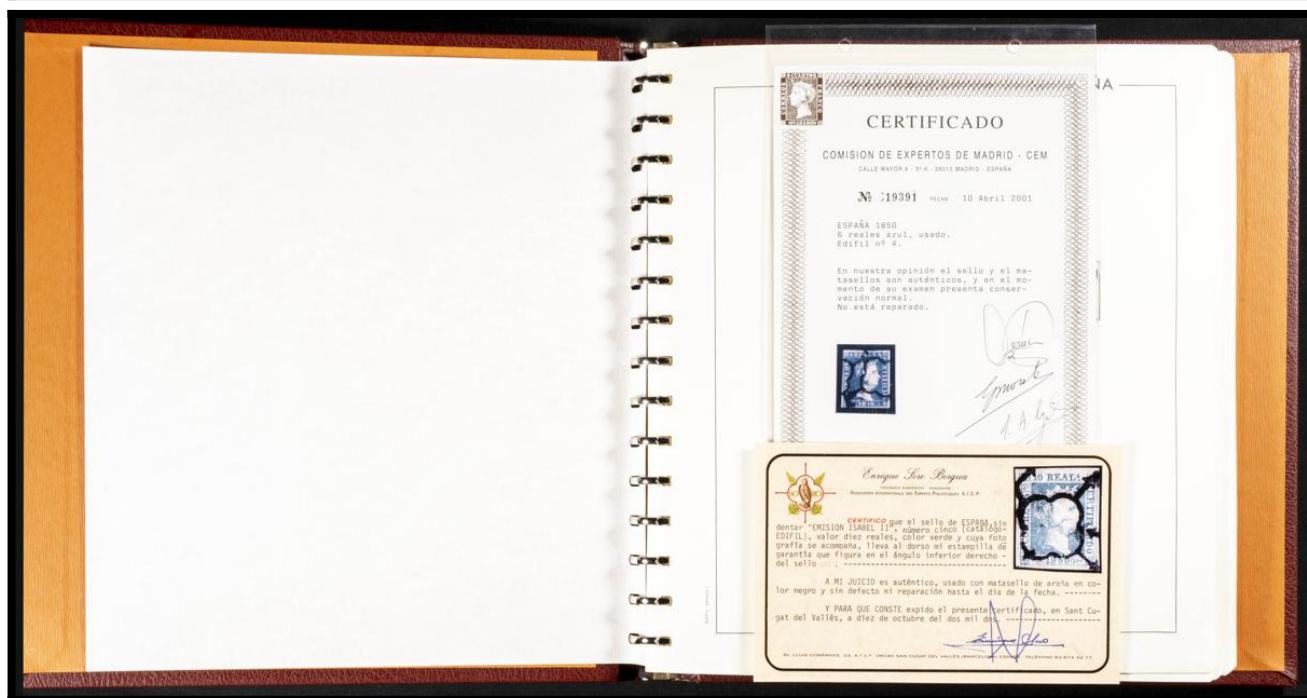 ÑA
CERTIFICADO
COMISION DE EXPERTOS DE MADRID - CEM
CALLE MAYOR, 28013 MADRID - ESPAÑA
Nº 19391 FECHA 10 Abril 2001
ESPAÑA 1850
6 reales azul, usado.
Edifil nº 4.
En nuestra opinión el sello y el ma-
tasellos son auténticos, y en el mo-
mento de su examen presenta conser-
vación normal.
No está reparado.
Enrique Soro Bergua
CERTIFICO que el sello de ESPAÑA, sin
dentar "EMISION ISABEL II", número cinco (catálogo-
EDIFIL), valor diez reales, color verde y cuya foto
grafía se acompaña, lleva al dorso mi estampilla de
garantía que figura en el ángulo inferior derecho -
del sello . -----------------------------------
A MI JUICIO es auténtico, usado con matasello de araña en co-
lor negro y sin defecto ni reparación hasta el dia de la fecha. --------
Y PARA QUE CONSTE expido el presente certificado, en Sant Cu-
gat del Vallès, a diez de octubre del dos mil dos. -----------------
10 REALS